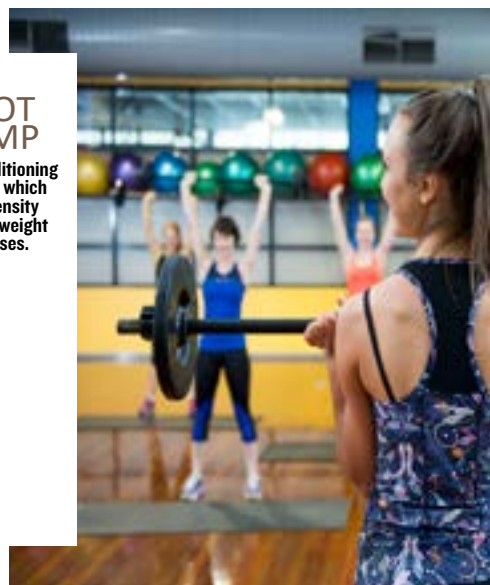 OT
MP
ditioning
which
ensity
weight
ses.